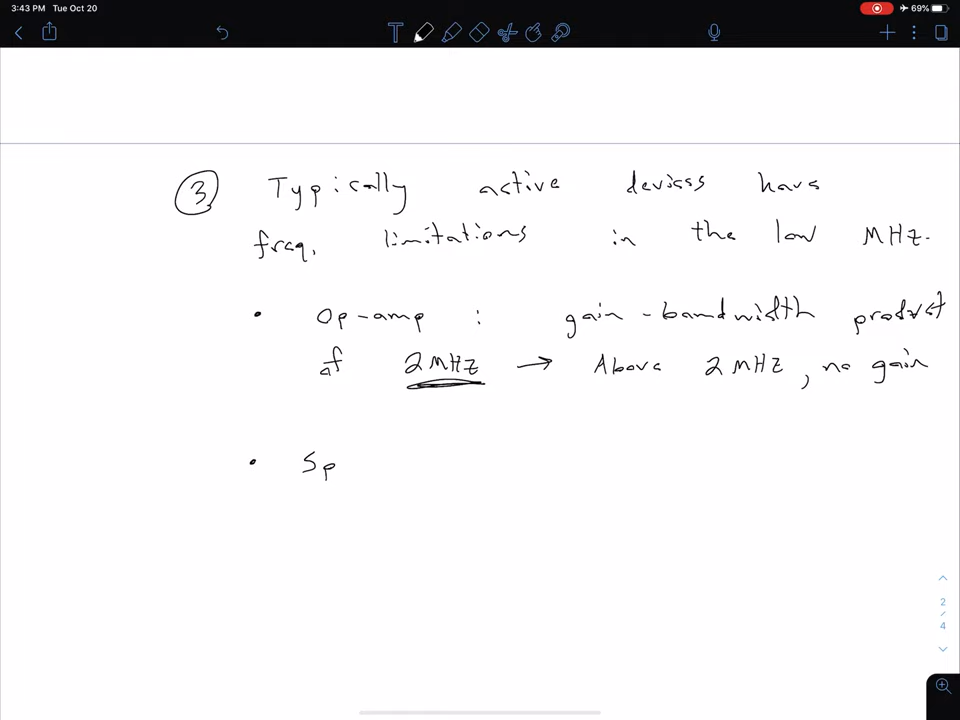 3:43 PM Tue Oct 20
69%
T
③ Typically active devices have
freq. limitations in the low MHz.
• Op-amp : gain-bandwidth product
of 2MHz → Above 2MHz, no gain
• Sp
2
/
4